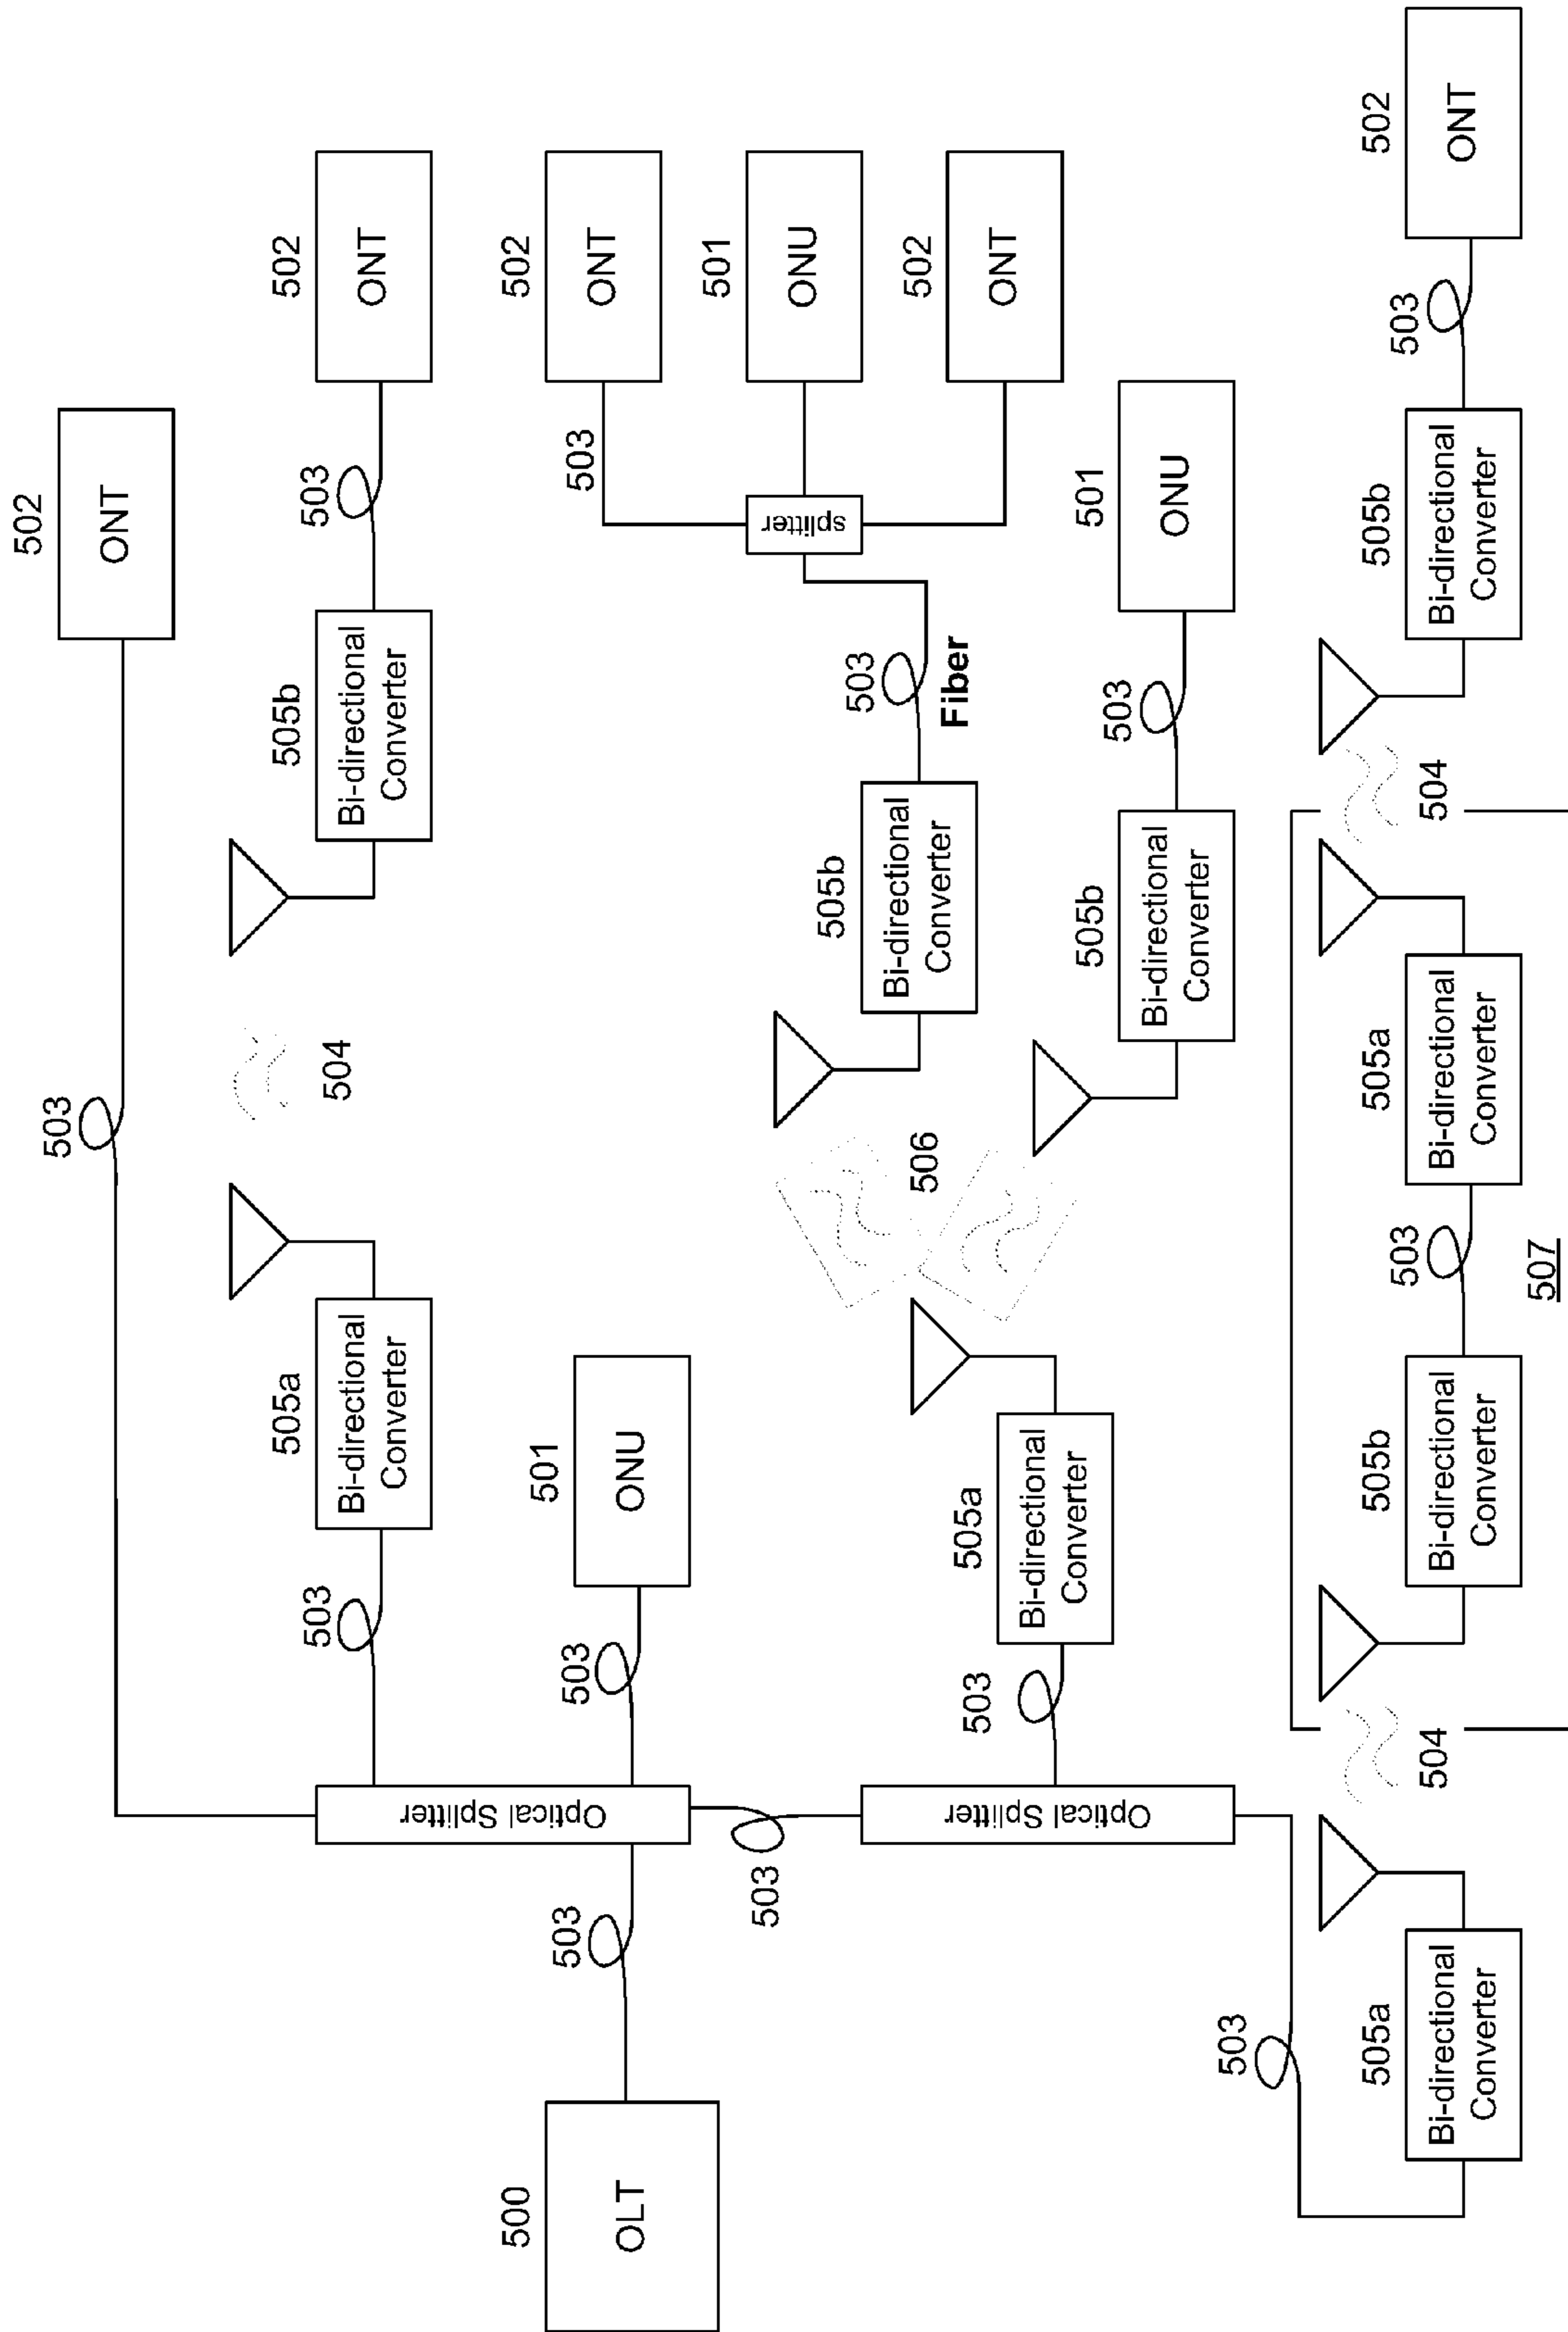 502
ONT
503
505a
Bi-directional
Converter
504
505b
Bi-directional
Converter
503
502
ONT
503
500
OLT
503
Optical Splitter
503
501
ONU
503
Optical Splitter
503
505a
Bi-directional
Converter
506
505b
Bi-directional
Converter
503
Fiber
splitter
503
502
ONT
501
ONU
502
ONT
505b
Bi-directional
Converter
503
501
ONU
503
505a
Bi-directional
Converter
504
505b
Bi-directional
Converter
503
505a
Bi-directional
Converter
504
505b
Bi-directional
Converter
503
502
ONT
507